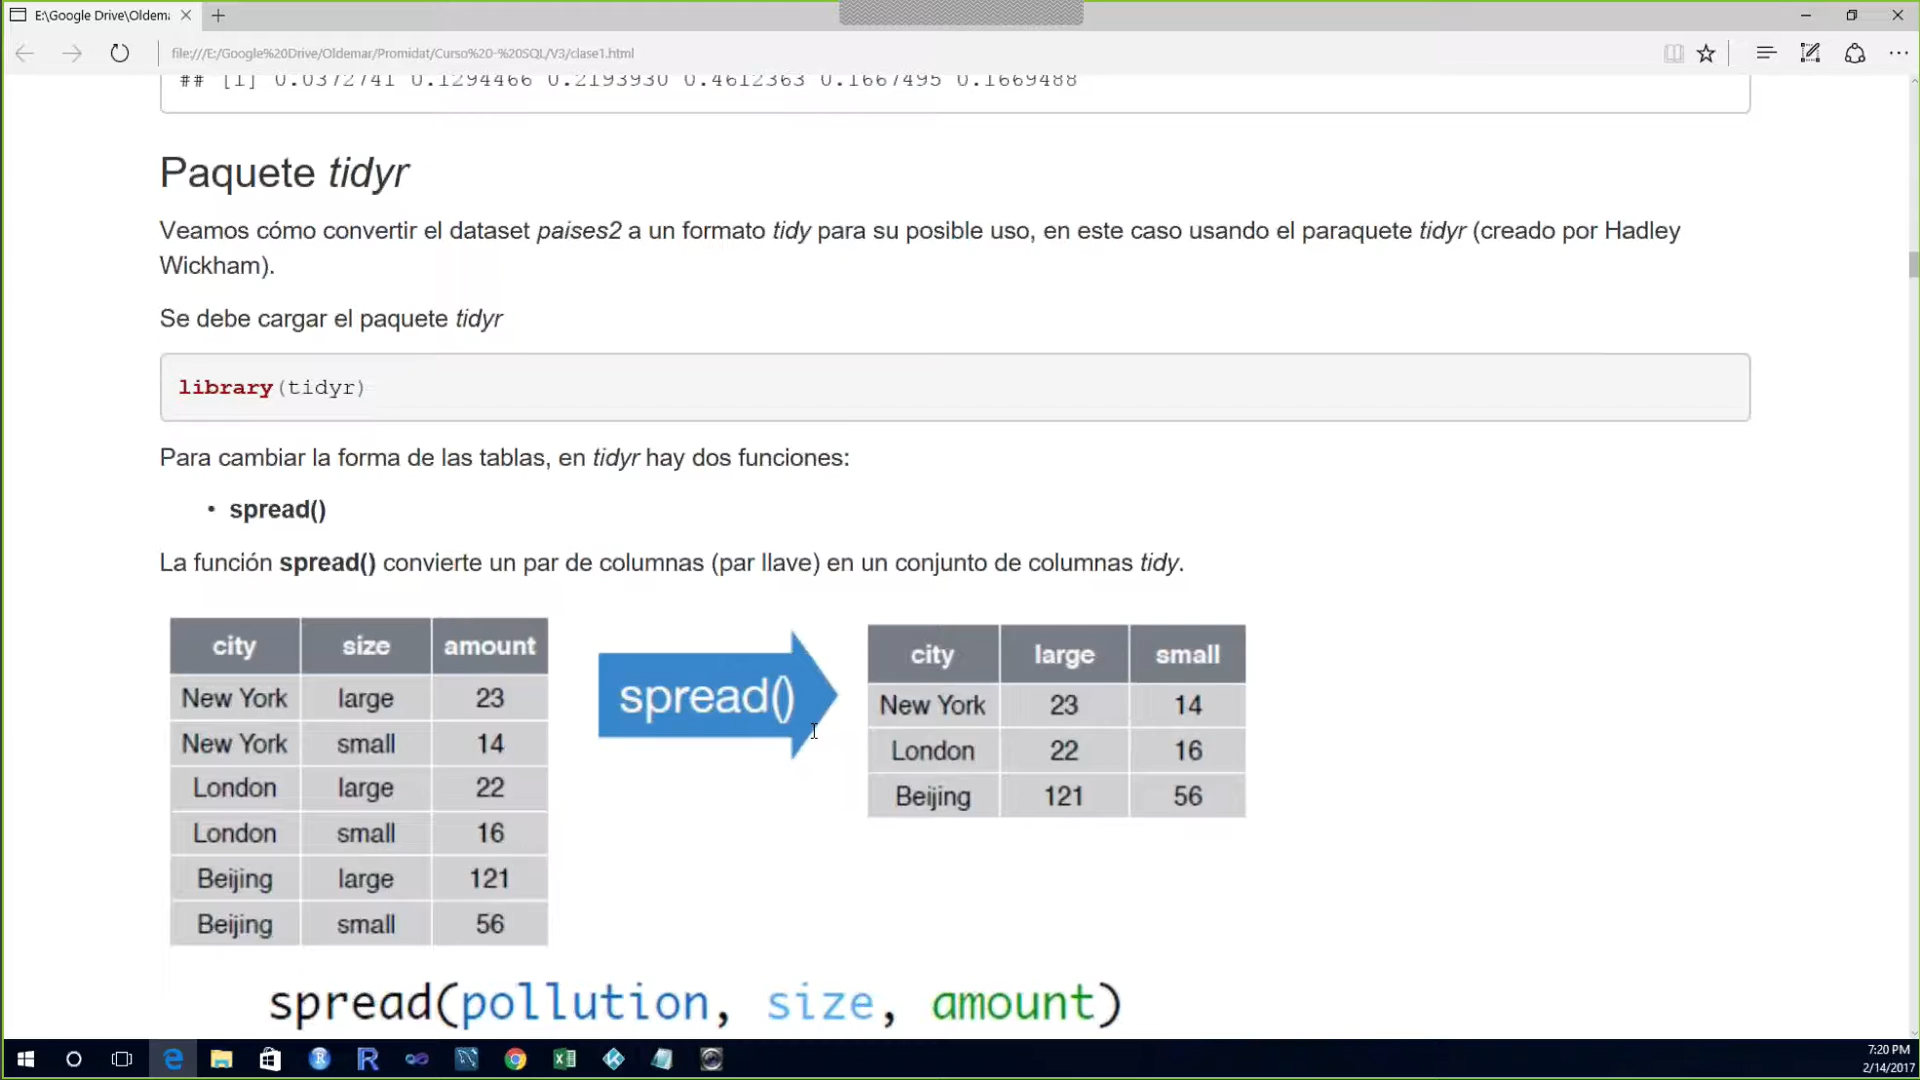 E:\Google Drive\Oldema
file:///E:/Google%20Drive/Oldemar/Promidat/Curso%20-%20SQL/V3/clase1.html
## [1] 0.0372741 0.1294466 0.2193930 0.4612363 0.1667495 0.1669488
Paquete tidyr
Veamos cómo convertir el dataset paises2 a un formato tidy para su posible uso, en este caso usando el paraquete tidyr (creado por Hadley
Wickham).
Se debe cargar el paquete tidyr
library(tidyr)
Para cambiar la forma de las tablas, en tidyr hay dos funciones:
• spread()
La función spread() convierte un par de columnas (par llave) en un conjunto de columnas tidy.
city size amount
New York large 23
New York small 14
London large 22
London small 16
Beijing large 121
Beijing small 56
spread()
city large small
New York 23 14
London 22 16
Beijing 121 56
spread(pollution, size, amount)
7:20 PM
2/14/2017